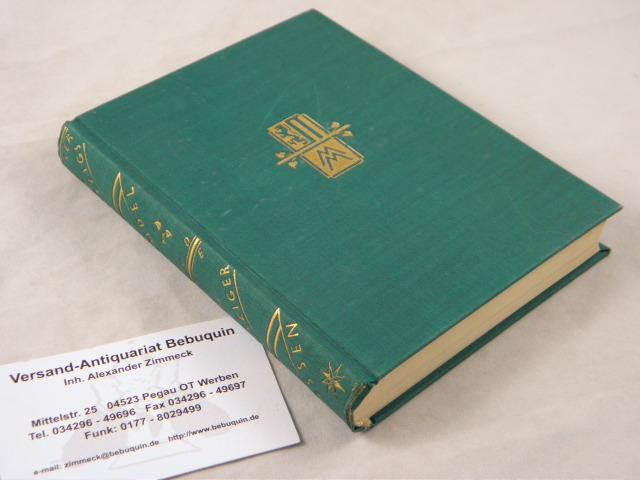 Versand-Antiquariat Bebuquin
Inh. Alexander Zimmeck
Mittelstr. 25 04523 Pegau OT Werben
Tel. 034296 - 49696 Fax 034296 - 49697
Funk: 0177 - 8029499
e-mail: zimmeck@bebuquin.de http://www.bebuquin.de